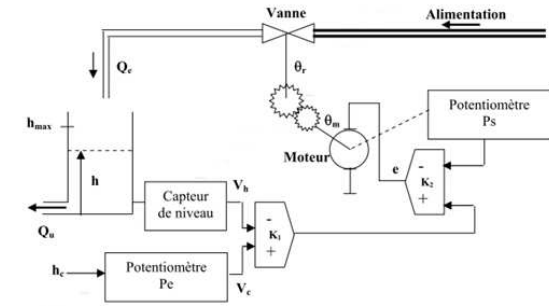 Vanne
Alimentation
Qe
θr
hmax
θm
Potentiomètre
Ps
Moteur
h
e
-
K2
+
Capteur
de niveau
Vh
-
K1
+
Qu
hc
Potentiomètre
Pe
Vc